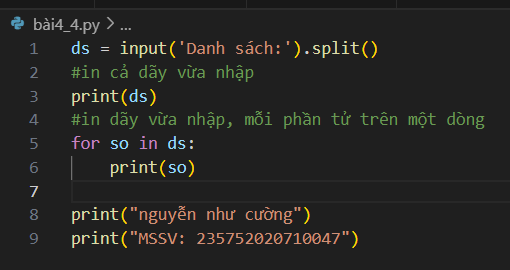 bài4_4.py > ...
1 ds = input('Danh sách:').split()
2 #in cả dãy vừa nhập
3 print(ds)
4 #in dãy vừa nhập, mỗi phần tử trên một dòng
5 for so in ds:
6     print(so)
7
8 print("nguyễn như cường")
9 print("MSSV: 235752020710047")